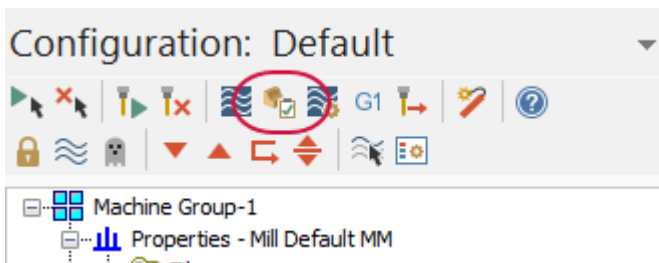 Configuration: Default
G1
Machine Group-1
Properties - Mill Default MM